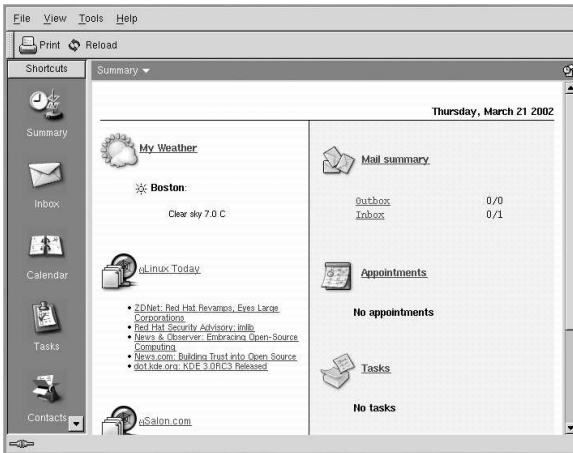 File View Tools Help
Print Reload
Shortcuts
Summary
Summary
Inbox
Calendar
Tasks
Contacts
Thursday, March 21 2002
My Weather
Boston:
Clear sky 7.0 C
Linux Today
• ZDNet: Red Hat Revamps, Eyes Large
Corporations
• Red Hat Security Advisory: imlib
• News & Observer: Embracing Open-Source
Computing
• News.com: Building Trust into Open Source
• dot.kde.org: KDE 3.0RC3 Released
Salon.com
Mail summary
Outbox 0/0
Inbox 0/1
Appointments
No appointments
Tasks
No tasks